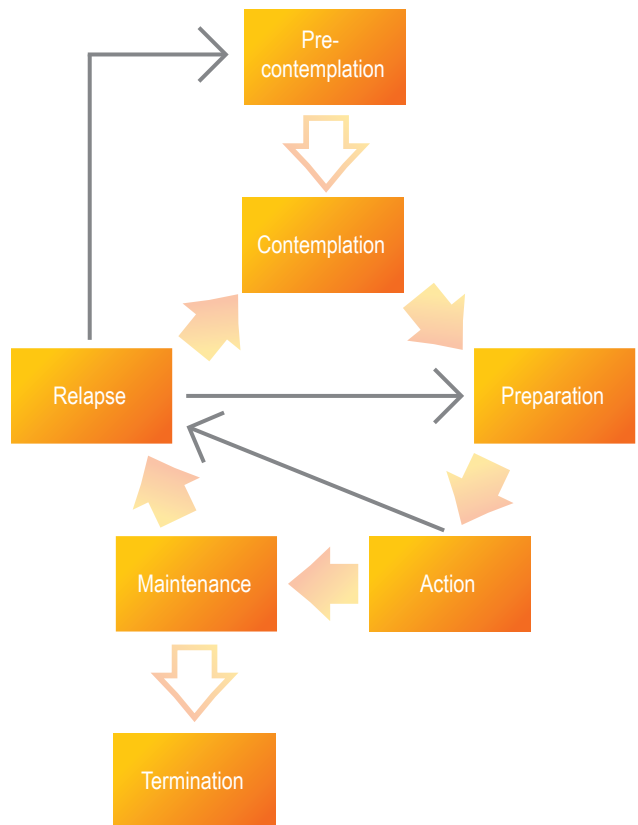 Pre-
contemplation
Contemplation
Relapse
Preparation
Maintenance
Action
Termination